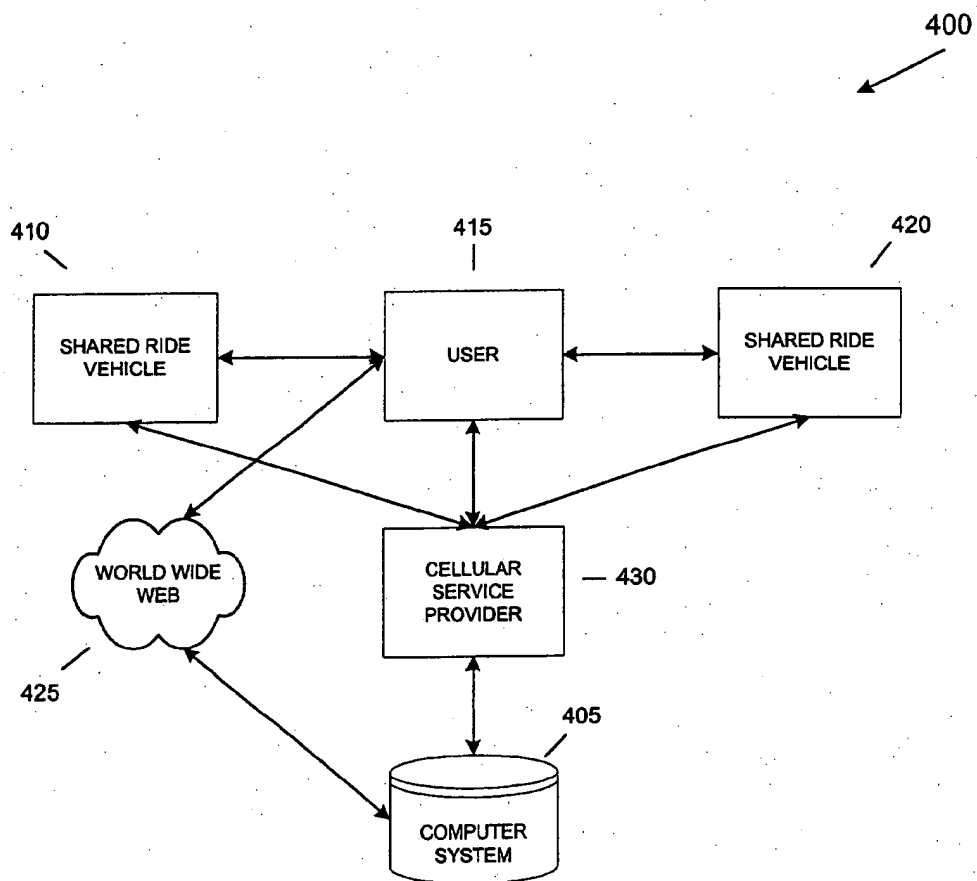 400
410
415
420
SHARED RIDE
VEHICLE
USER
SHARED RIDE
VEHICLE
WORLD WIDE
WEB
CELLULAR
SERVICE
PROVIDER
430
425
405
COMPUTER
SYSTEM